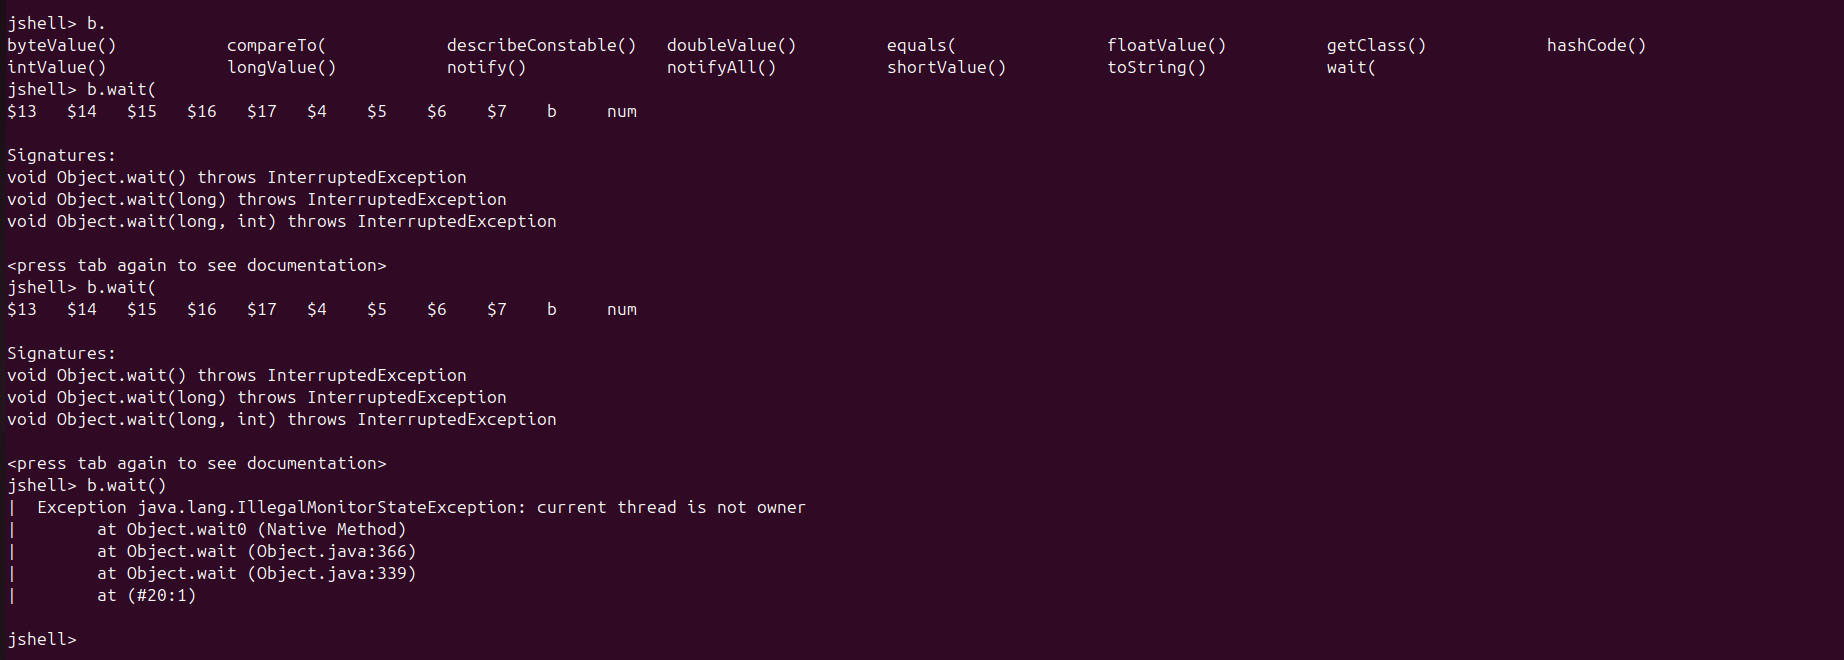 jshell> b.
byteValue()           compareTo(            describeConstable()   doubleValue()         equals(               floatValue()          getClass()            hashCode()
intValue()            longValue()           notify()              notifyAll()           shortValue()          toString()            wait(
jshell> b.wait(
$13   $14   $15   $16   $17   $4    $5    $6    $7    b     num
Signatures:
void Object.wait() throws InterruptedException
void Object.wait(long) throws InterruptedException
void Object.wait(long, int) throws InterruptedException
<press tab again to see documentation>
jshell> b.wait(
$13   $14   $15   $16   $17   $4    $5    $6    $7    b     num
Signatures:
void Object.wait() throws InterruptedException
void Object.wait(long) throws InterruptedException
void Object.wait(long, int) throws InterruptedException
<press tab again to see documentation>
jshell> b.wait()
|  Exception java.lang.IllegalMonitorStateException: current thread is not owner
|        at Object.wait0 (Native Method)
|        at Object.wait (Object.java:366)
|        at Object.wait (Object.java:339)
|        at (#20:1)
jshell>